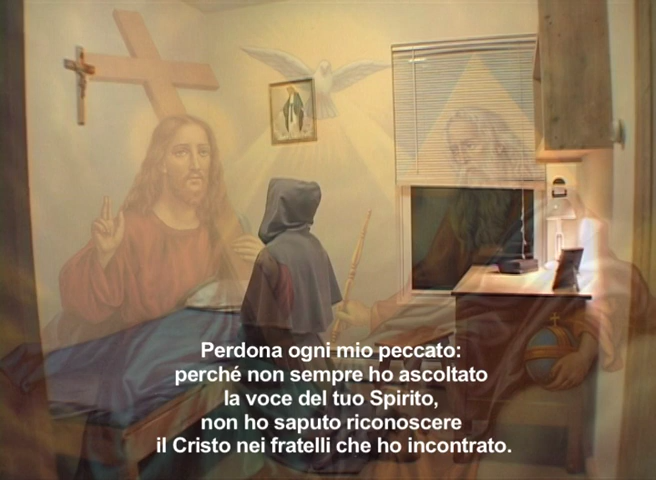 Perdona ogni mio peccato:
perché non sempre ho ascoltato
la voce del tuo Spirito,
non ho saputo riconoscere
il Cristo nei fratelli che ho incontrato.